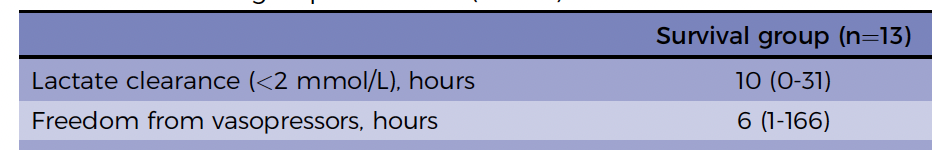 Survival group (n=13)
Lactate clearance (<2 mmol/L), hours 10 (0-31)
Freedom from vasopressors, hours 6 (1-166)